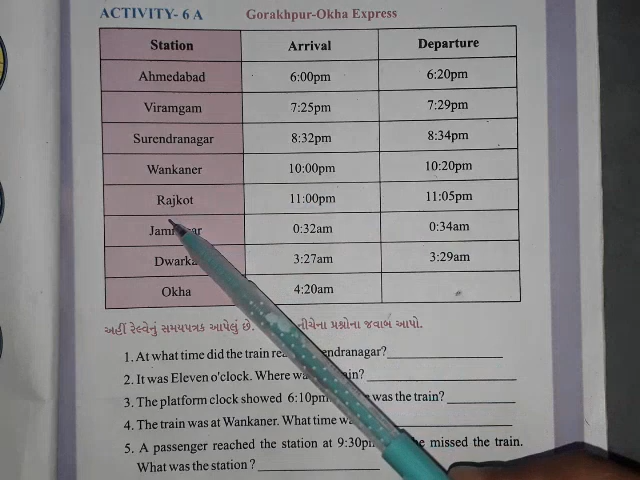 ACTIVITY- 6 A Gorakhpur-Okha Express
Station Arrival Departure
Ahmedabad 6:00pm 6:20pm
Viramgam 7:25pm 7:29pm
Surendranagar 8:32pm 8:34pm
Wankaner 10:00pm 10:20pm
Rajkot 11:00pm 11:05pm
0:32am 0:34am
Dwarka 3:27am 3:29am
Okha 4:20am
અહીં રેલ્વેનું સમયપત્રક આપેલું છે. નીચેના પ્રશ્નોના જવાબ આપો.
1. At what time did the train
2. It was Eleven o'clock. Where
3. The platform clock showed 6:10pm. was the train?
4. The train was at Wankaner. What time
5. A passenger reached the station at 9:30 missed the train.
What was the station ?